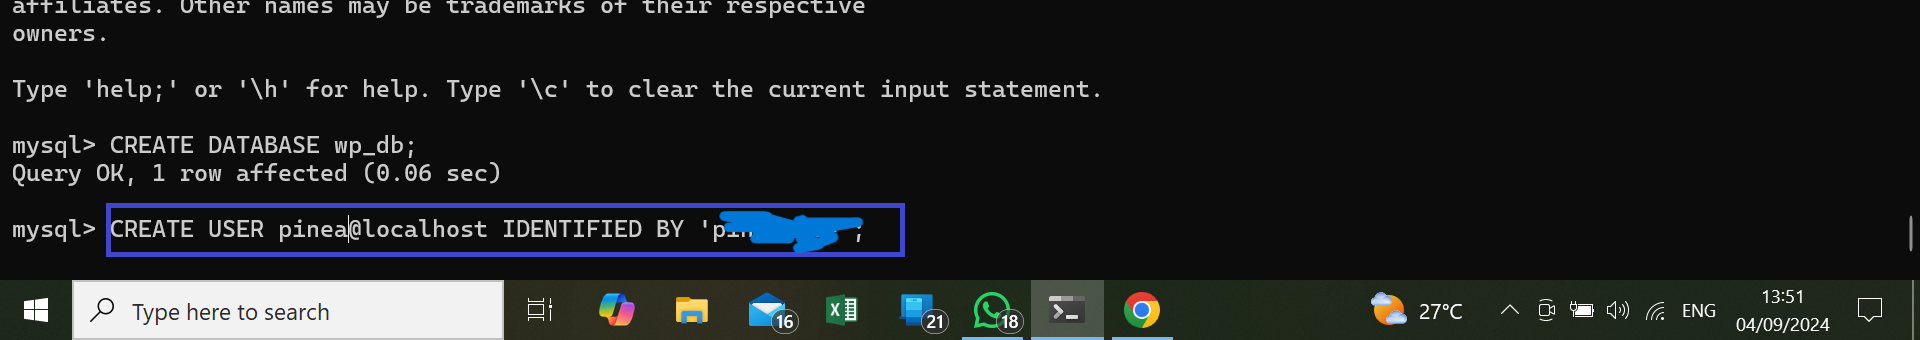 affiliates. Other names may be trademarks of their respective
owners.
Type 'help;' or '\h' for help. Type '\c' to clear the current input statement.
mysql> CREATE DATABASE wp_db;
Query OK, 1 row affected (0.06 sec)
mysql> CREATE USER pinea@localhost IDENTIFIED BY '
Type here to search
16
21
18
27°C
ENG
13:51
04/09/2024